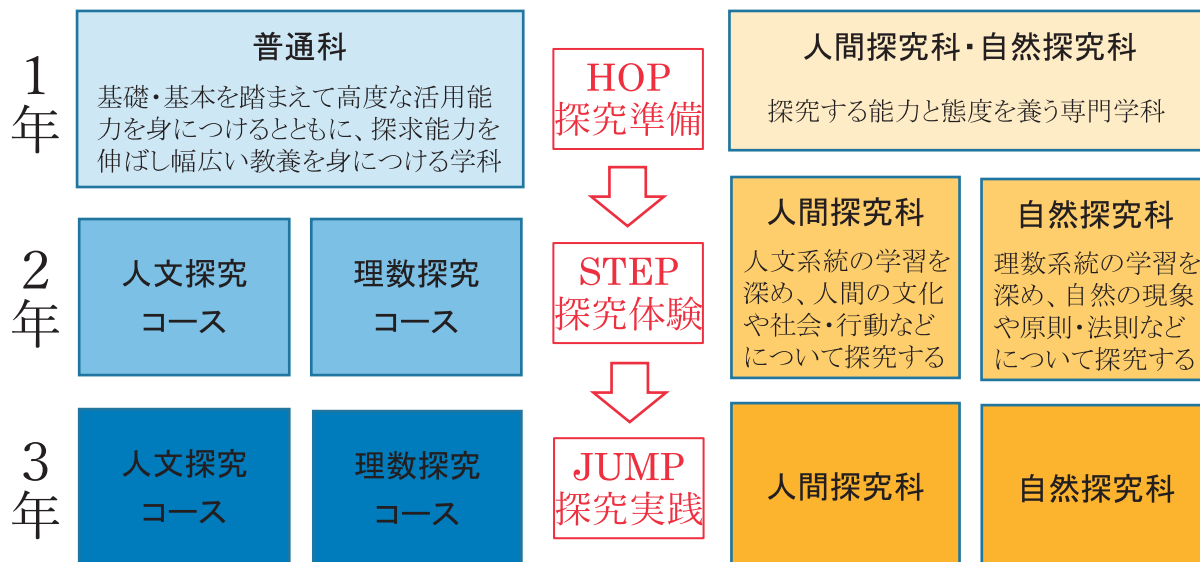 1年
普通科
基礎・基本を踏まえて高度な活用能
力を身につけるとともに、探求能力を
伸ばし幅広い教養を身につける学科
HOP
探究準備
人間探究科・自然探究科
探究する能力と態度を養う専門学科
2年
人文探究
コース
理数探究
コース
STEP
探究体験
人間探究科
人文系統の学習を
深め、人間の文化
や社会・行動など
について探究する
自然探究科
理数系統の学習を
深め、自然の現象
や原則・法則など
について探究する
3年
人文探究
コース
理数探究
コース
JUMP
探究実践
人間探究科
自然探究科